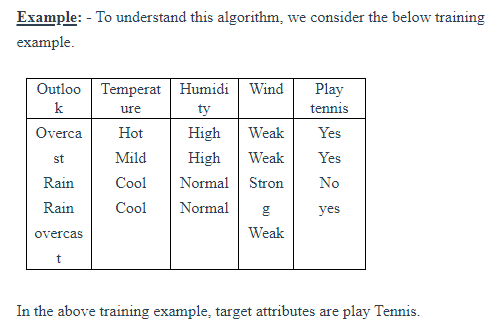 Example: - To understand this algorithm, we consider the below training
example.
Outloo Temperat Humidi Wind Play
k ure ty tennis
Overca Hot High Weak Yes
st Mild High Weak Yes
Rain Cool Normal Stron No
Rain Cool Normal g yes
overcas Weak
t
In the above training example, target attributes are play Tennis.